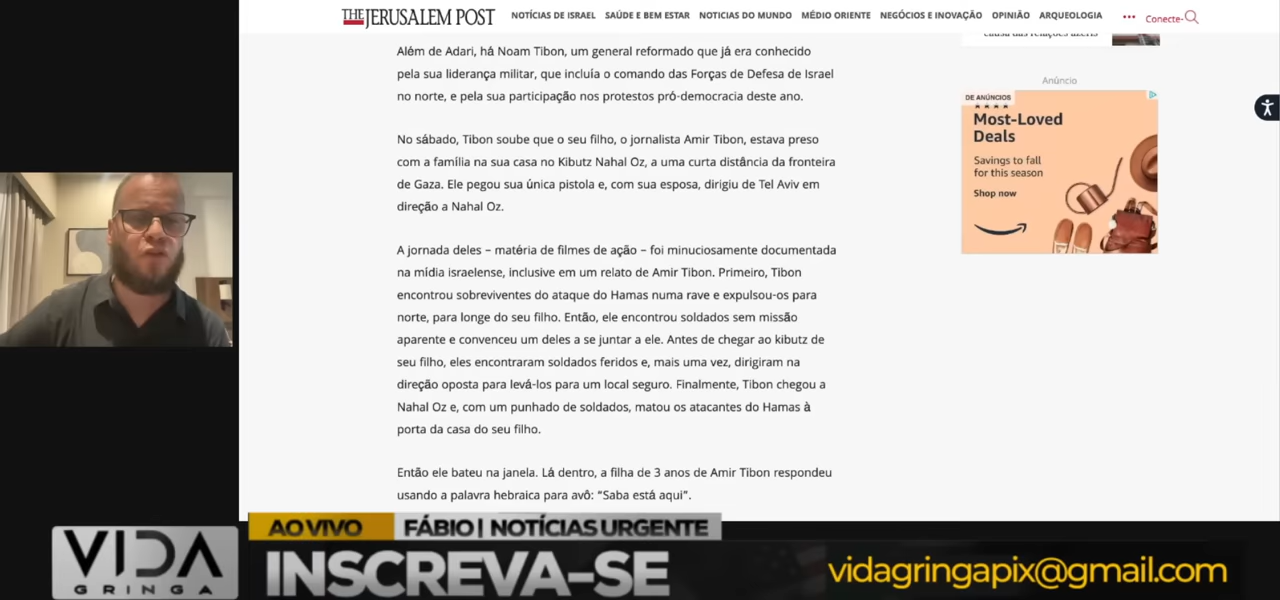 THE JERUSALEM POST
NOTÍCIAS DE ISRAEL SAÚDE E BEM ESTAR NOTICIAS DO MUNDO MÉDIO ORIENTE NEGÓCIOS E INOVAÇÃO OPINIÃO ARQUEOLOGIA ••• Conecte-
causa das relações azeris
Além de Adari, há Noam Tibon, um general reformado que já era conhecido
pela sua liderança militar, que incluía o comando das Forças de Defesa de Israel
no norte, e pela sua participação nos protestos pró-democracia deste ano.
No sábado, Tibon soube que o seu filho, o jornalista Amir Tibon, estava preso
com a família na sua casa no Kibutz Nahal Oz, a uma curta distância da fronteira
de Gaza. Ele pegou sua única pistola e, com sua esposa, dirigiu de Tel Aviv em
direção a Nahal Oz.
A jornada deles – matéria de filmes de ação – foi minuciosamente documentada
na mídia israelense, inclusive em um relato de Amir Tibon. Primeiro, Tibon
encontrou sobreviventes do ataque do Hamas numa rave e expulsou-os para
norte, para longe do seu filho. Então, ele encontrou soldados sem missão
aparente e convenceu um deles a se juntar a ele. Antes de chegar ao kibutz de
seu filho, eles encontraram soldados feridos e, mais uma vez, dirigiram na
direção oposta para levá-los para um local seguro. Finalmente, Tibon chegou a
Nahal Oz e, com um punhado de soldados, matou os atacantes do Hamas à
porta da casa do seu filho.
Então ele bateu na janela. Lá dentro, a filha de 3 anos de Amir Tibon respondeu
usando a palavra hebraica para avô: “Saba está aqui”.
Anúncio
DE ANÚNCIOS
Most-Loved
Deals
Savings to fall
for this season
Shop now
VIDA
GRINGA
AO VIVO FÁBIO | NOTÍCIAS URGENTE
INSCREVA-SE
vidagringapix@gmail.com